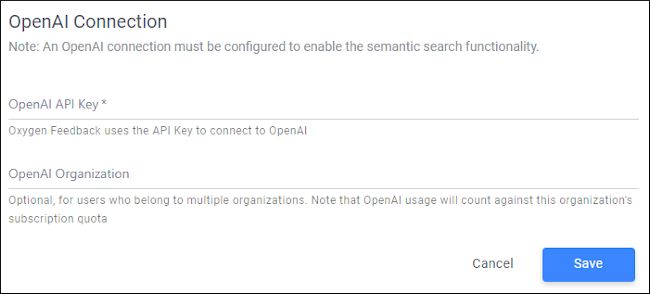 OpenAI Connection
Note: An OpenAI connection must be configured to enable the semantic search functionality.
OpenAI API Key *
Oxygen Feedback uses the API Key to connect to OpenAI
OpenAI Organization
Optional, for users who belong to multiple organizations. Note that OpenAI usage will count against this organization's
subscription quota
Cancel Save